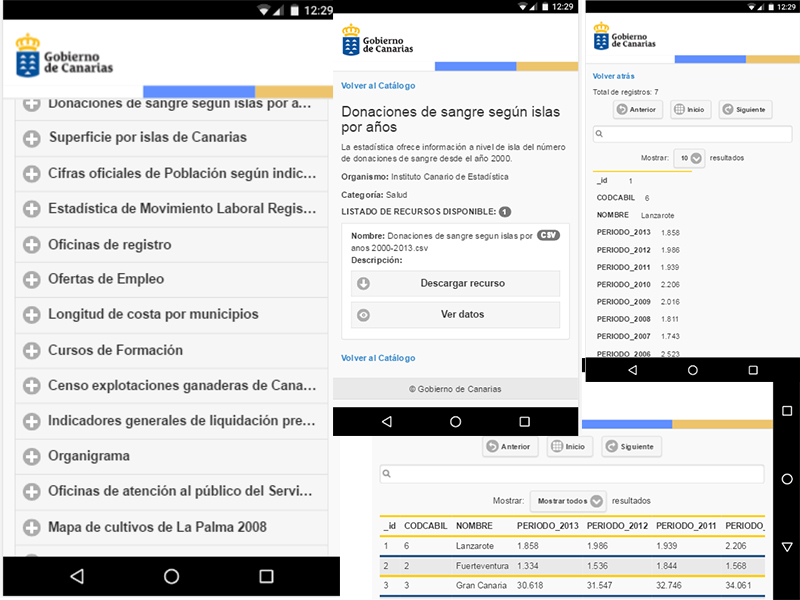 12:29
Gobierno
de Canarias
Donaciones de sangre según islas por a...
Superficie por islas de Canarias
Cifras oficiales de Población según indic...
Estadística de Movimiento Laboral Regis...
Oficinas de registro
Ofertas de Empleo
Longitud de costa por municipios
Cursos de Formación
Censo explotaciones ganaderas de Cana...
Indicadores generales de liquidación pre...
Organigrama
Oficinas de atención al público del Servi...
Mapa de cultivos de La Palma 2008
12:29
Gobierno
de Canarias
Volver al Catálogo
Donaciones de sangre según islas
por años
La estadística ofrece información a nivel de isla del número
de donaciones de sangre desde el año 2000.
Organismo: Instituto Canario de Estadística
Categoría: Salud
LISTADO DE RECURSOS DISPONIBLE: 1
Nombre: Donaciones de sangre segun islas por CSV
anos 2000-2013.csv
Descripción:
Descargar recurso
Ver datos
Volver al Catálogo
© Gobierno de Canarias
12:29
Gobierno
de Canarias
Volver atrás
Total de registros: 7
Anterior Inicio Siguiente
Mostrar: 10 resultados
_id 1
CODCABIL 6
NOMBRE Lanzarote
PERIODO_2013 1.858
PERIODO_2012 1.986
PERIODO_2011 1.939
PERIODO_2010 2.206
PERIODO_2009 2.016
PERIODO_2008 1.811
PERIODO_2007 1.743
PERIODO_2006 2.523
Anterior Inicio Siguiente
Mostrar: Mostrar todos resultados
_id CODCABIL NOMBRE PERIODO_2013 PERIODO_2012 PERIODO_2011 PERIODO_
1 6 Lanzarote 1.858 1.986 1.939 2.206
2 2 Fuerteventura 1.334 1.536 1.844 1.568
3 3 Gran Canaria 30.618 31.547 32.746 34.061